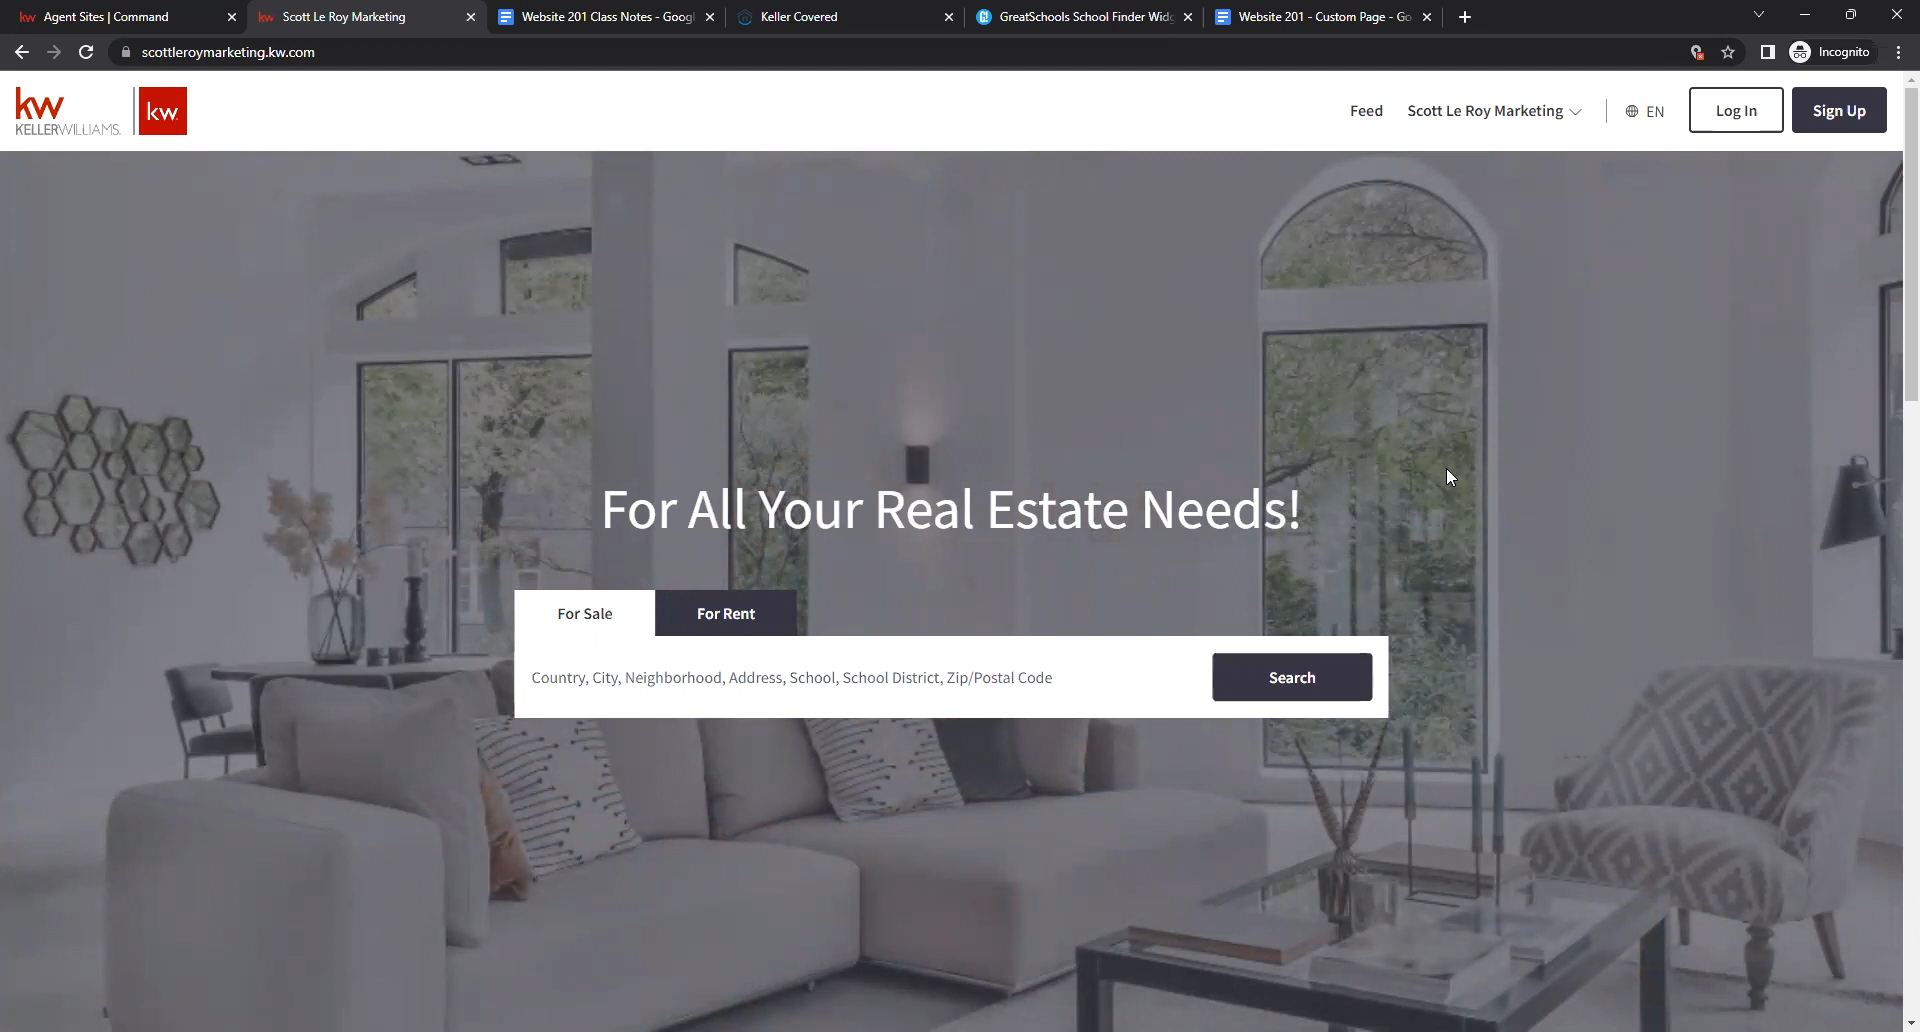 Agent Sites | Command
Scott Le Roy Marketing
Website 201 Class Notes - Googl
Keller Covered
GreatSchools School Finder Widg
Website 201 - Custom Page - Go
scottleroymarketing.kw.com
Incognito
kw
KELLERWILLIAMS.
kw.
Feed
Scott Le Roy Marketing
EN
Log In
Sign Up
For All Your Real Estate Needs!
For Sale
For Rent
Country, City, Neighborhood, Address, School, School District, Zip/Postal Code
Search